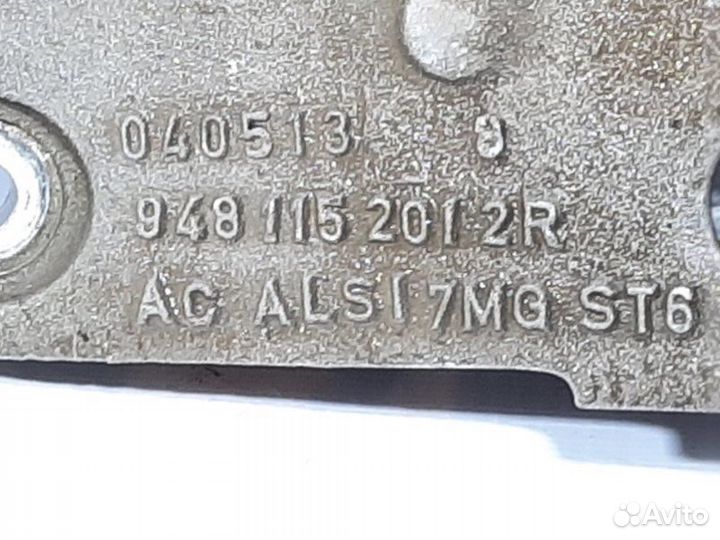 040513 9
948 115 201 2R
AC ALSI7MG ST6
Avito